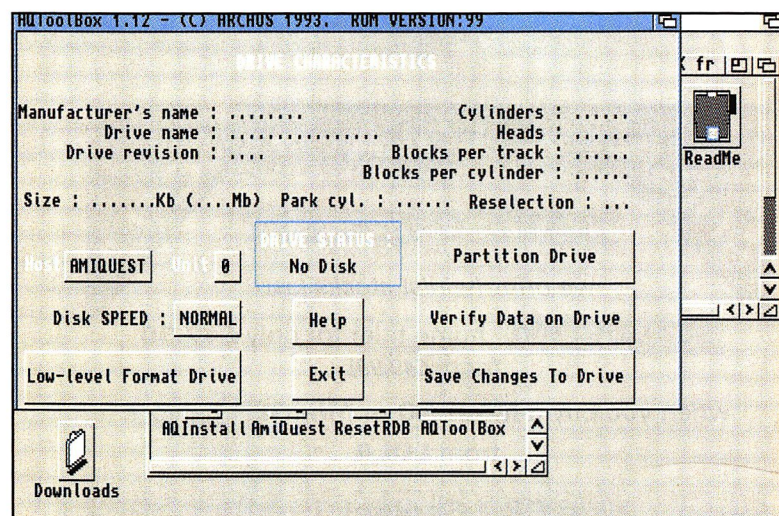 AQToolBox 1.12 - (C) ARCHOS 1993. ROM VERSION:99
DRIVE CHARACTERISTICS
Manufacturer's name : .......
Drive name : ................
Drive revision : ....
Cylinders : ......
Heads : ......
Blocks per track : ......
Blocks per cylinder : ......
Size : .......Kb (....Mb) Park cyl. : ...... Reselection : ...
DRIVE STATUS :
Host AMIQUEST Unit 0 No Disk Partition Drive
Disk SPEED : NORMAL Help Verify Data on Drive
Low-level Format Drive Exit Save Changes To Drive
fr
ReadMe
AQInstall AmiQuest ResetRDB AQToolBox
Downloads